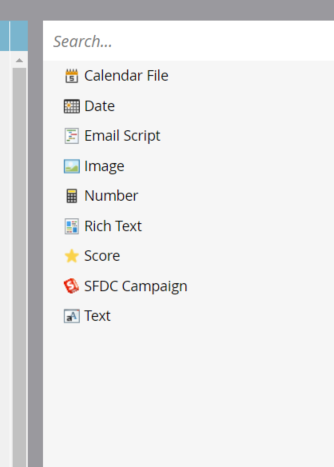 Search...
Calendar File
Date
Email Script
Image
Number
Rich Text
Score
SFDC Campaign
Text